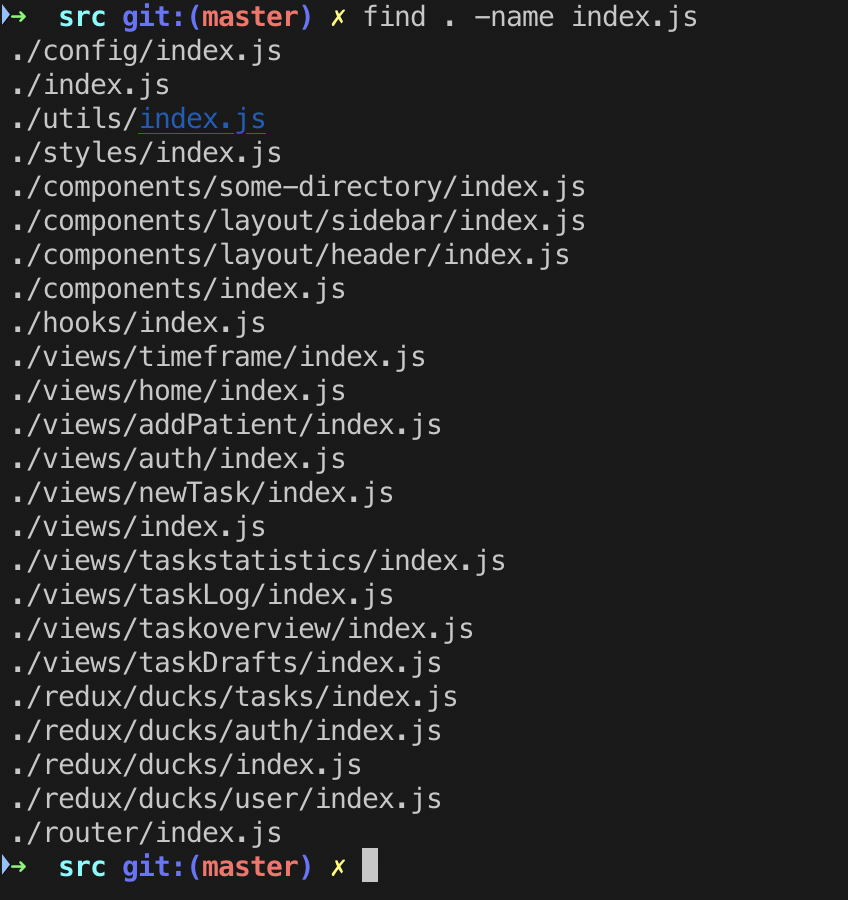 ➜ src git:(master) ✗ find . -name index.js
./config/index.js
./index.js
./utils/index.js
./styles/index.js
./components/some-directory/index.js
./components/layout/sidebar/index.js
./components/layout/header/index.js
./components/index.js
./hooks/index.js
./views/timeframe/index.js
./views/home/index.js
./views/addPatient/index.js
./views/auth/index.js
./views/newTask/index.js
./views/index.js
./views/taskstatistics/index.js
./views/taskLog/index.js
./views/taskoverview/index.js
./views/taskDrafts/index.js
./redux/ducks/tasks/index.js
./redux/ducks/auth/index.js
./redux/ducks/index.js
./redux/ducks/user/index.js
./router/index.js
➜ src git:(master) ✗